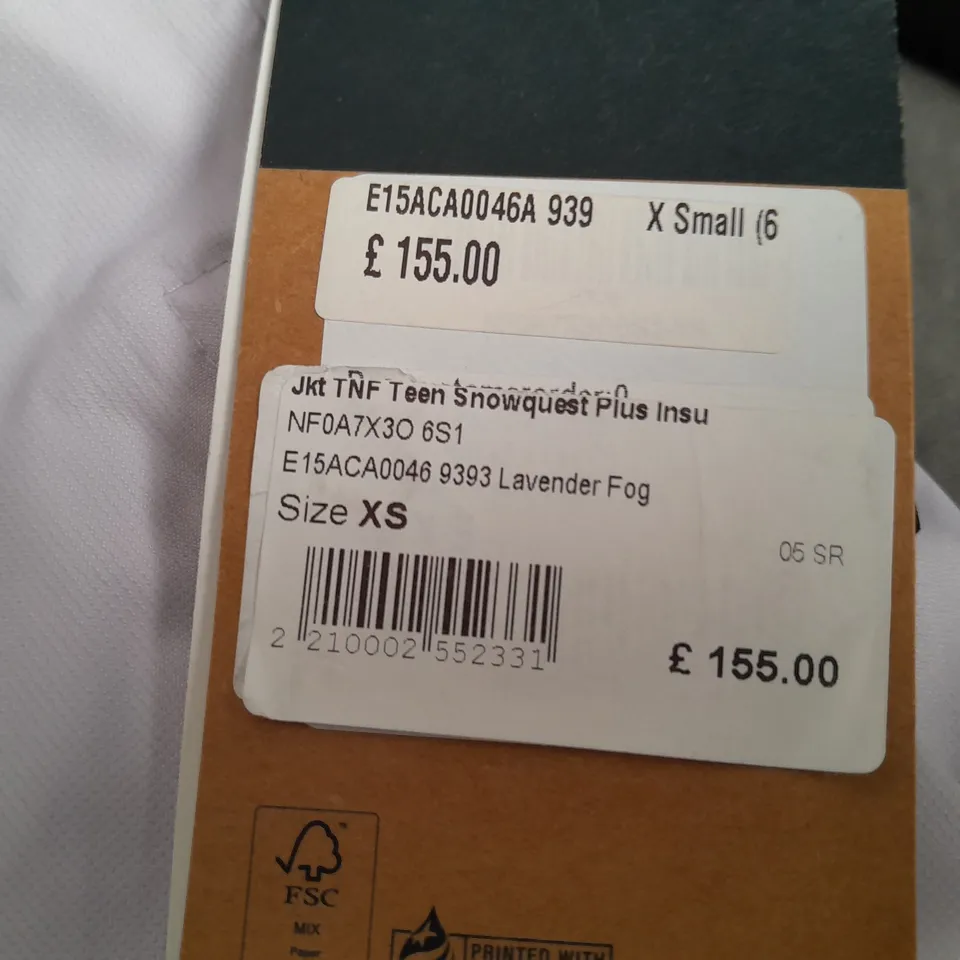 E15ACA0046A 939 X Small (6
£ 155.00
Jkt TNF Teen Snowquest Plus Insu
NF0A7X3O 6S1
E15ACA0046 9393 Lavender Fog
Size XS
05 SR
2 210002 552331
£ 155.00
FSC
MIX
Paper
PRINTED WITH